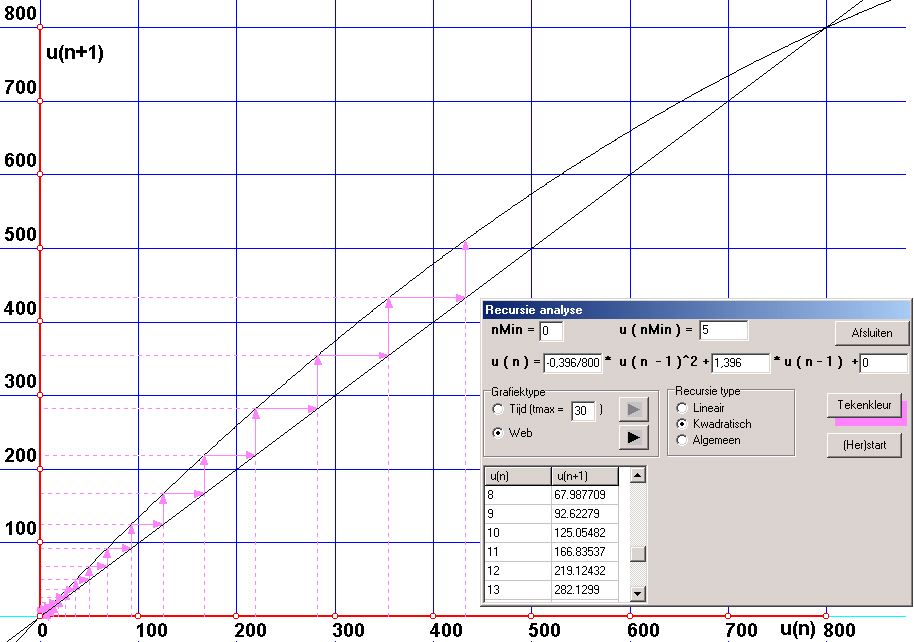 800
u(n+1)
700
600
500
400
300
200
100
0
100
200
300
400
500
600
700
u(n) 800
Recursie analyse
nMin = 0
u ( nMin ) = 5
Afsluiten
u ( n ) = -0,396/800 * u ( n - 1 )^2 + 1,396 * u ( n - 1 ) + 0
Grafiektype
Tijd (tmax = 30 )
Web
Recursie type
Lineair
Kwadratisch
Algemeen
Tekenkleur
(Her)start
u(n) u(n+1)
8 67.987709
9 92.62279
10 125.05482
11 166.83537
12 219.12432
13 282.1299